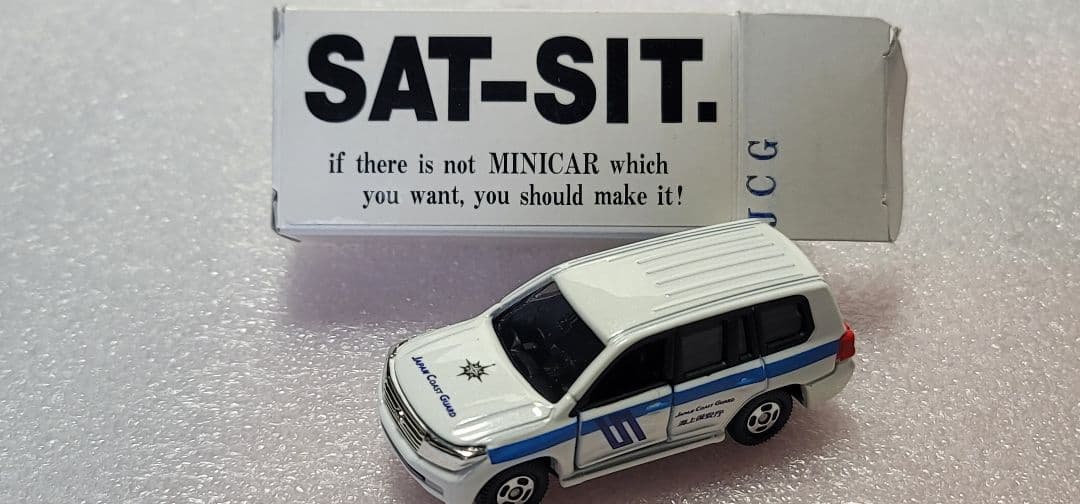 SAT-SIT.
if there is not MINICAR which
you want, you should make it!
JCG
JAPAN COAST GUARD
JAPAN COAST GUARD
海上保安庁